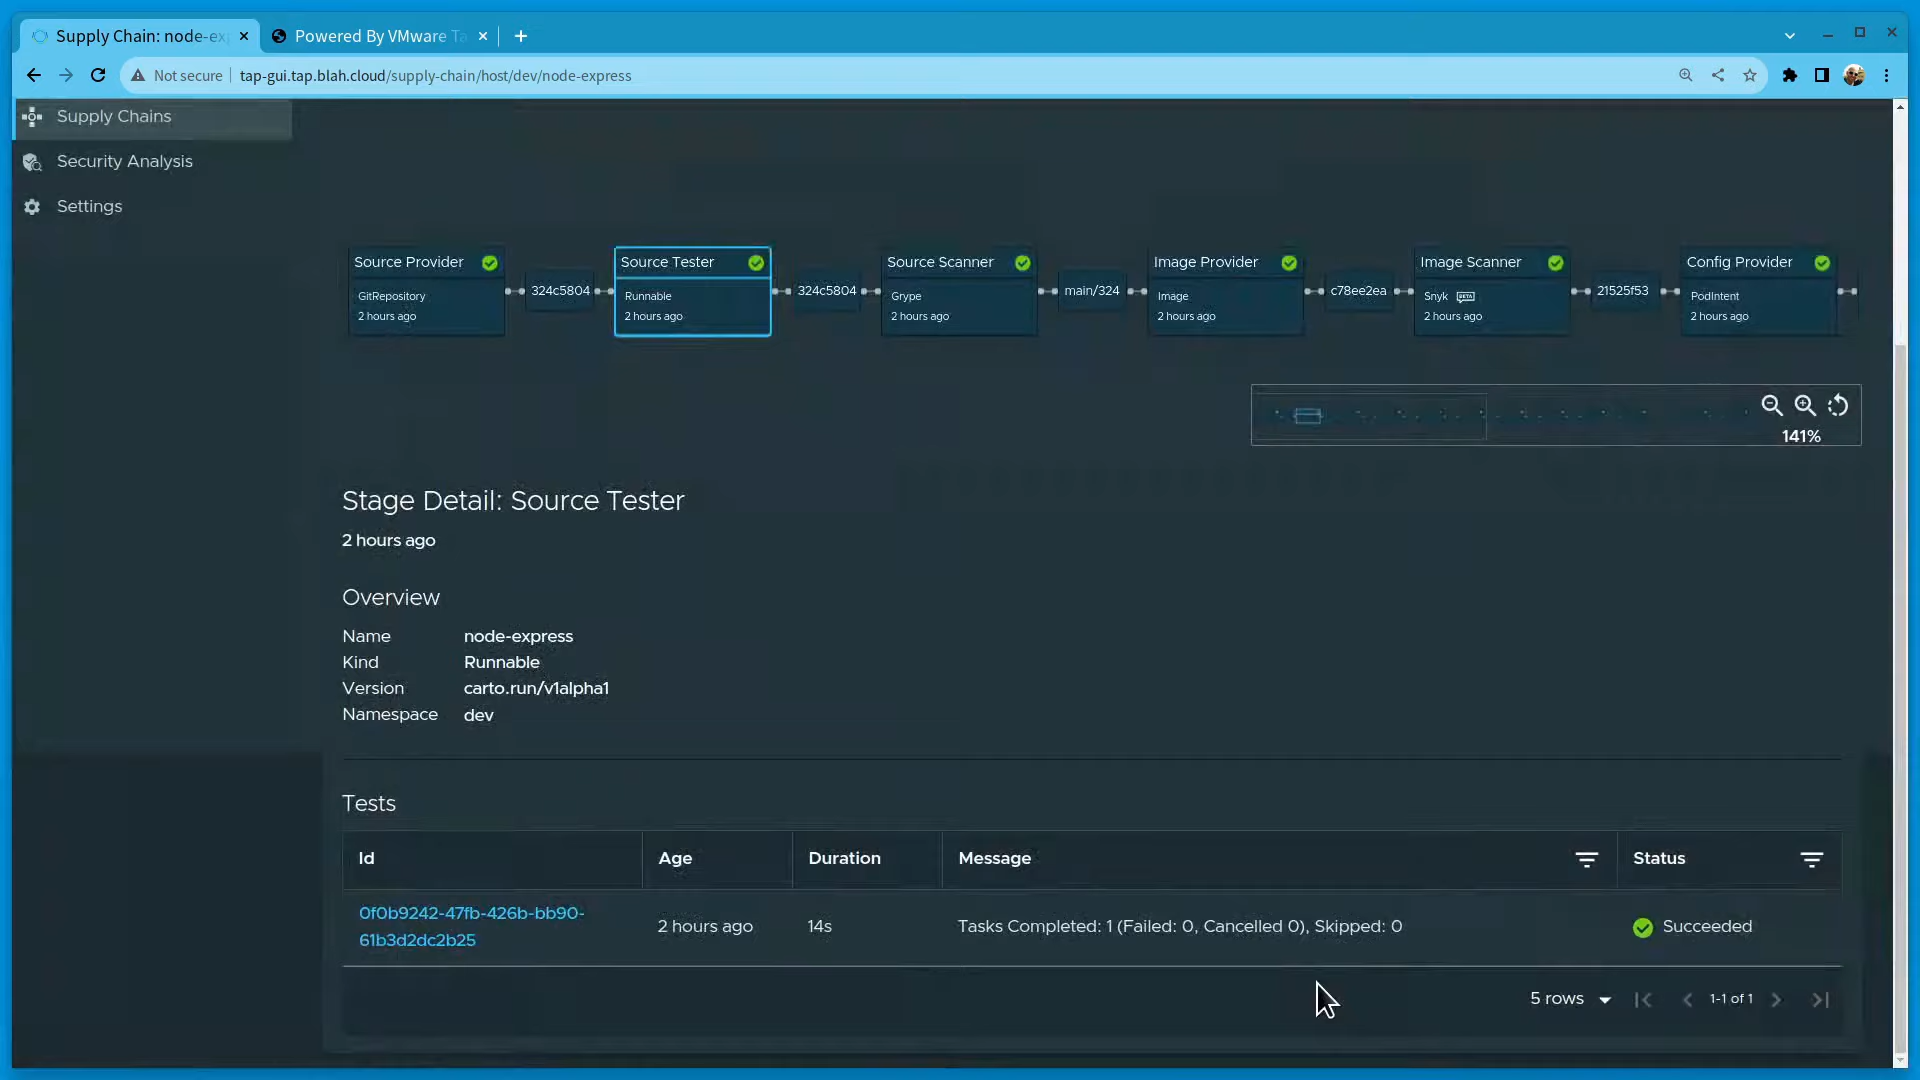 Supply Chain: node-ex
Powered By VMware Ta
Not secure
tap-gui.tap.blah.cloud/supply-chain/host/dev/node-express
Supply Chains
Security Analysis
Settings
Source Provider
GitRepository
2 hours ago
324c5804
Source Tester
Runnable
2 hours ago
324c5804
Source Scanner
Grype
2 hours ago
main/324
Image Provider
Image
2 hours ago
c78ee2ea
Image Scanner
Snyk BETA
2 hours ago
21525f53
Config Provider
PodIntent
2 hours ago
141%
Stage Detail: Source Tester
2 hours ago
Overview
Name node-express
Kind Runnable
Version carto.run/v1alpha1
Namespace dev
Tests
Id Age Duration Message Status
0f0b9242-47fb-426b-bb90-
61b3d2dc2b25
2 hours ago 14s Tasks Completed: 1 (Failed: 0, Cancelled 0), Skipped: 0 Succeeded
5 rows 1-1 of 1